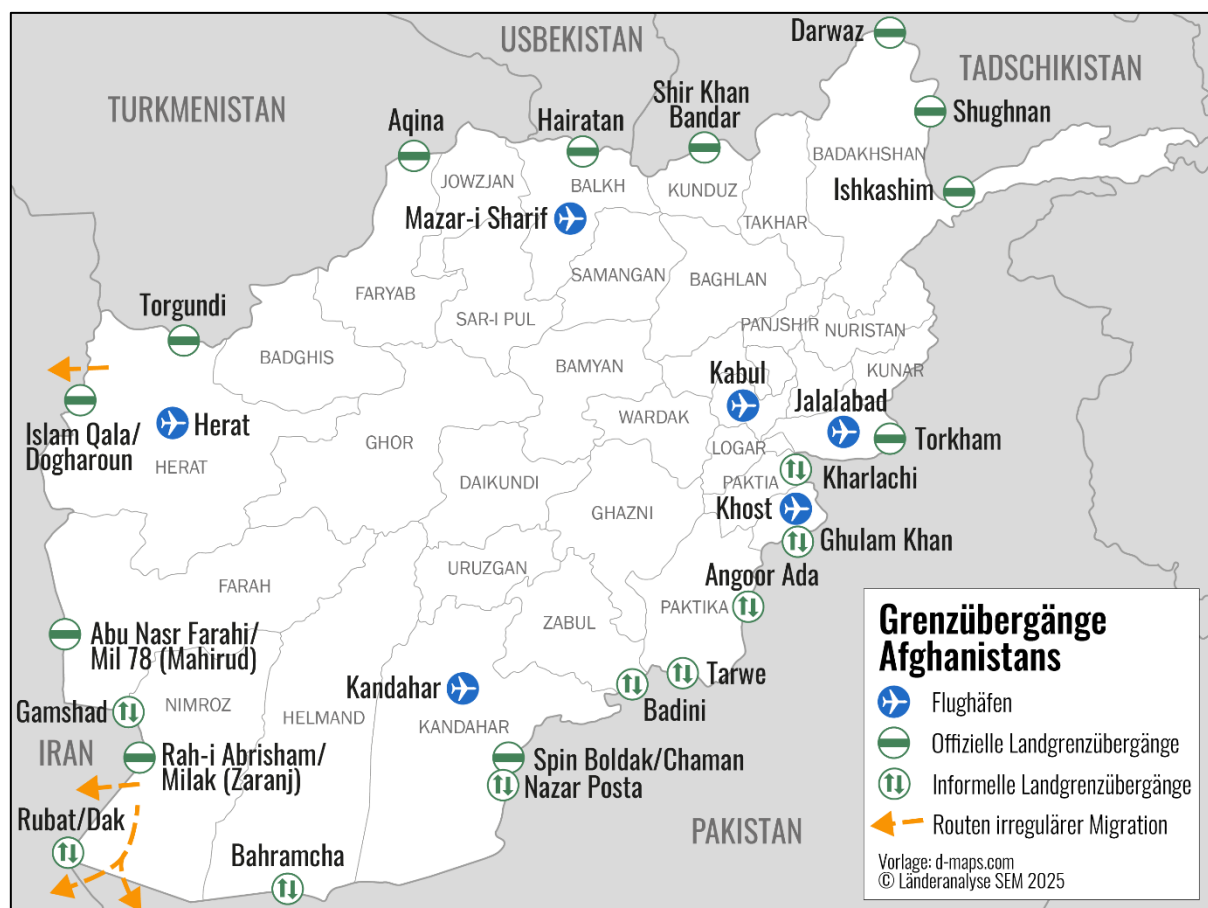 USBEKISTAN
Darwaz
TADSCHIKISTAN
TURKMENISTAN
Aqina
Hairatan
Shir Khan
Bandar
Shughnan
BADAKHSHAN
JOWZJAN
BALKH
KUNDUZ
Ishkashim
Mazar-i Sharif
TAKHAR
SAMANGAN
BAGHLAN
FARYAB
Torgundi
SAR-I PUL
PANJSHIR
NURISTAN
BADGHIS
BAMYAN
KUNAR
Kabul
Jalalabad
Herat
WARDAK
Islam Qala/
Dogharoun
GHOR
LOGAR
Torkham
HERAT
DAIKUNDI
PAKTIA
Kharlachi
GHAZNI
Khost
Ghulam Khan
URUZGAN
Angoor Ada
FARAH
PAKTIKA
ZABUL
Abu Nasr Farahi/
Mil 78 (Mahirud)
Tarwe
Kandahar
Badini
NIMROZ
HELMAND
KANDAHAR
Gamshad
IRAN
Rah-i Abrisham/
Milak (Zaranj)
Spin Boldak/Chaman
Nazar Posta
Rubat/Dak
PAKISTAN
Bahramcha
Grenzübergänge
Afghanistans
Flughäfen
Offizielle Landgrenzübergänge
Informelle Landgrenzübergänge
Routen irregulärer Migration
Vorlage: d-maps.com
© Länderanalyse SEM 2025